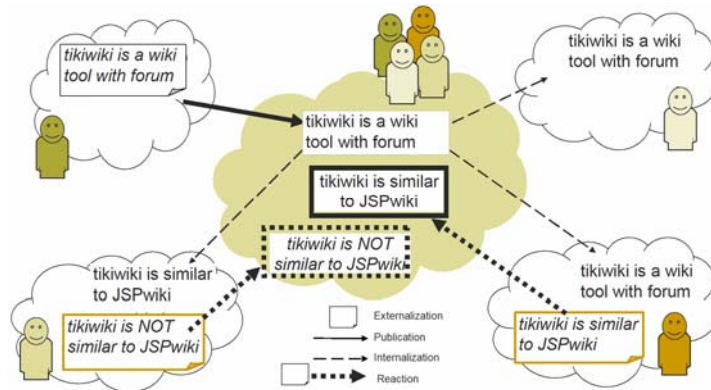 tikiwiki is a wiki
tool with forum
tikiwiki is a wiki
tool with forum
tikiwiki is a wiki
tool with forum
tikiwiki is similar
to JSPwiki
tikiwiki is NOT
similar to JSPwiki
tikiwiki is similar
to JSPwiki
tikiwiki is NOT
similar to JSPwiki
tikiwiki is a wiki
tool with forum
tikiwiki is similar
to JSPwiki
Externalization
Publication
Internalization
Reaction